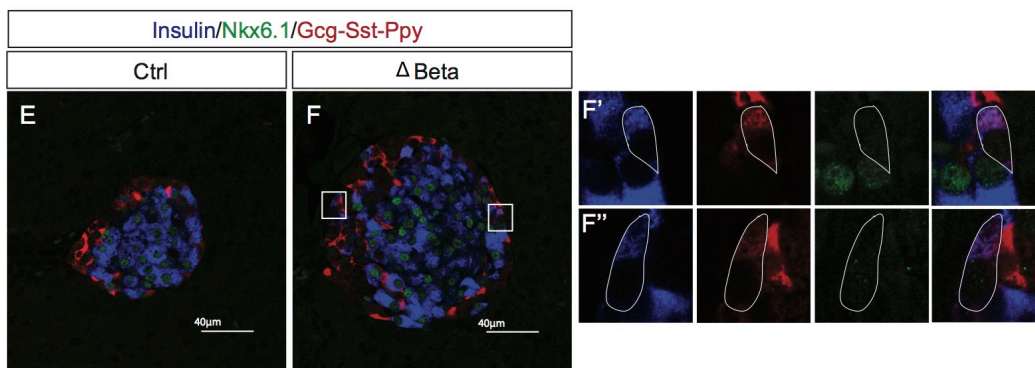 Insulin/Nkx6.1/Gcg-Sst-Ppy
Ctrl
Δ Beta
E
F
F'
F''
40µm
40µm